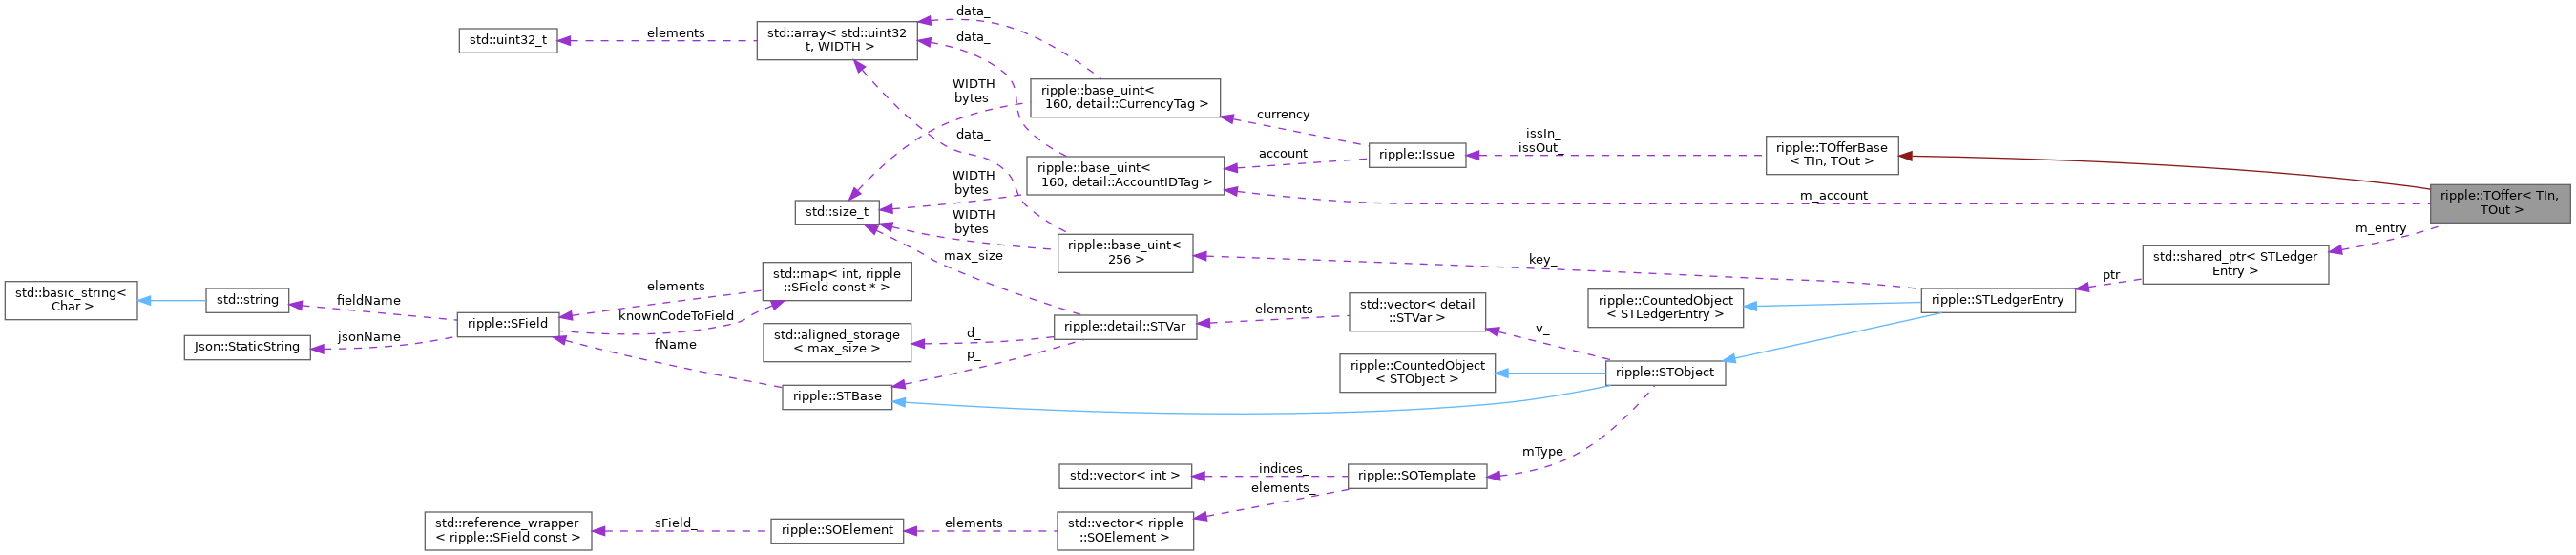 data_
std::uint32_t
elements
std::array< std::uint32
_t, WIDTH >
data_
WIDTH
bytes
ripple::base_uint<
160, detail::CurrencyTag >
currency
data_
issIn_
issOut_
ripple::TOfferBase
< TIn, TOut >
account
ripple::Issue
ripple::base_uint<
160, detail::AccountIDTag >
WIDTH
bytes
m_account
ripple::TOffer< TIn,
TOut >
std::size_t
WIDTH
bytes
m_entry
ripple::base_uint<
256 >
max_size
key_
std::shared_ptr< STLedger
Entry >
ptr
std::map< int, ripple
::SField const * >
elements
std::basic_string<
Char >
std::string
fieldName
knownCodeToField
ripple::SField
jsonName
Json::StaticString
fName
std::aligned_storage
< max_size >
d_
p_
ripple::detail::STVar
elements
std::vector< detail
::STVar >
v_
ripple::CountedObject
< STLedgerEntry >
ripple::STLedgerEntry
ripple::CountedObject
< STObject >
ripple::STObject
ripple::STBase
mType
std::vector< int >
indices_
ripple::SOTemplate
elements_
std::reference_wrapper
< ripple::SField const >
sField_
ripple::SOElement
elements
std::vector< ripple
::SOElement >